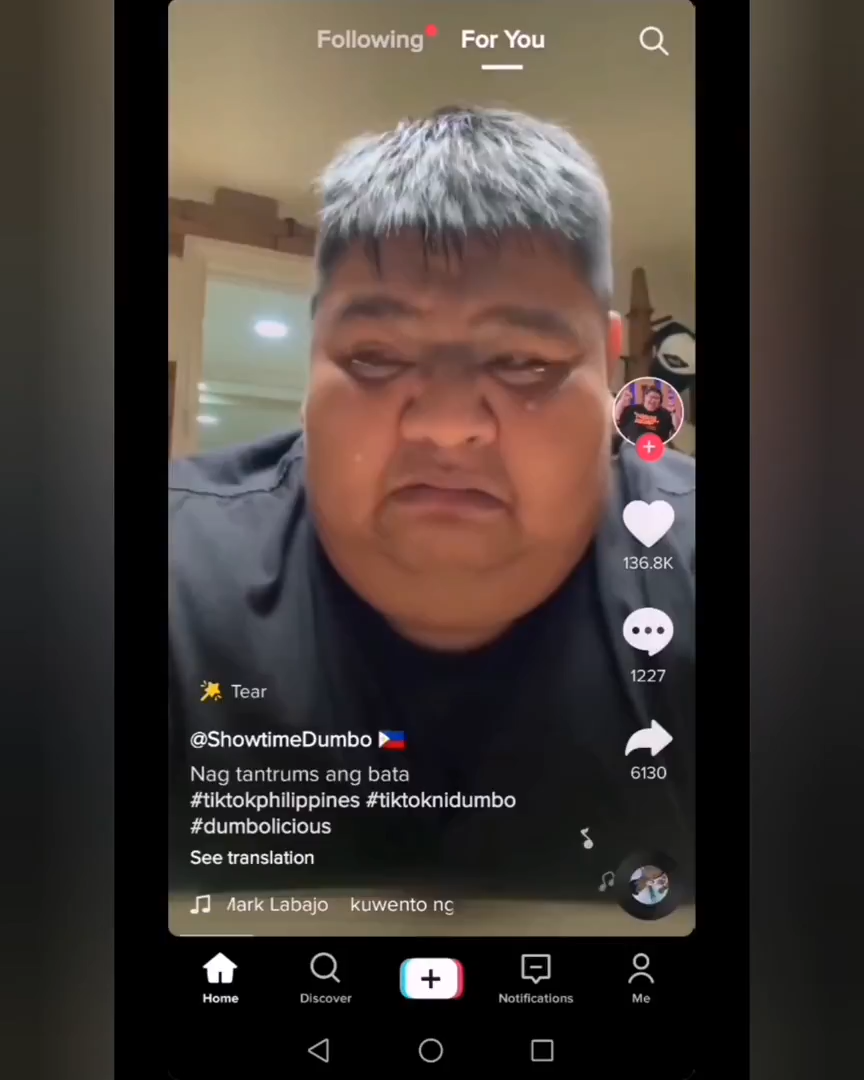 Following For You
136.8K
1227
Tear
@ShowtimeDumbo 🇵🇭
6130
Nag tantrums ang bata
#tiktokphilippines #tiktoknidumbo
#dumbolicious
See translation
Mark Labajo kuwento ng
Home Discover Notifications Me